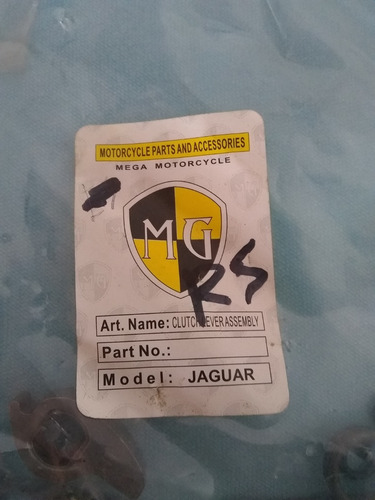 MOTORCYCLE PARTS AND ACCESSORIES
MEGA MOTORCYCLE
MG
RS
Art. Name: CLUTCH LEVER ASSEMBLY
Part No.:
Model: JAGUAR